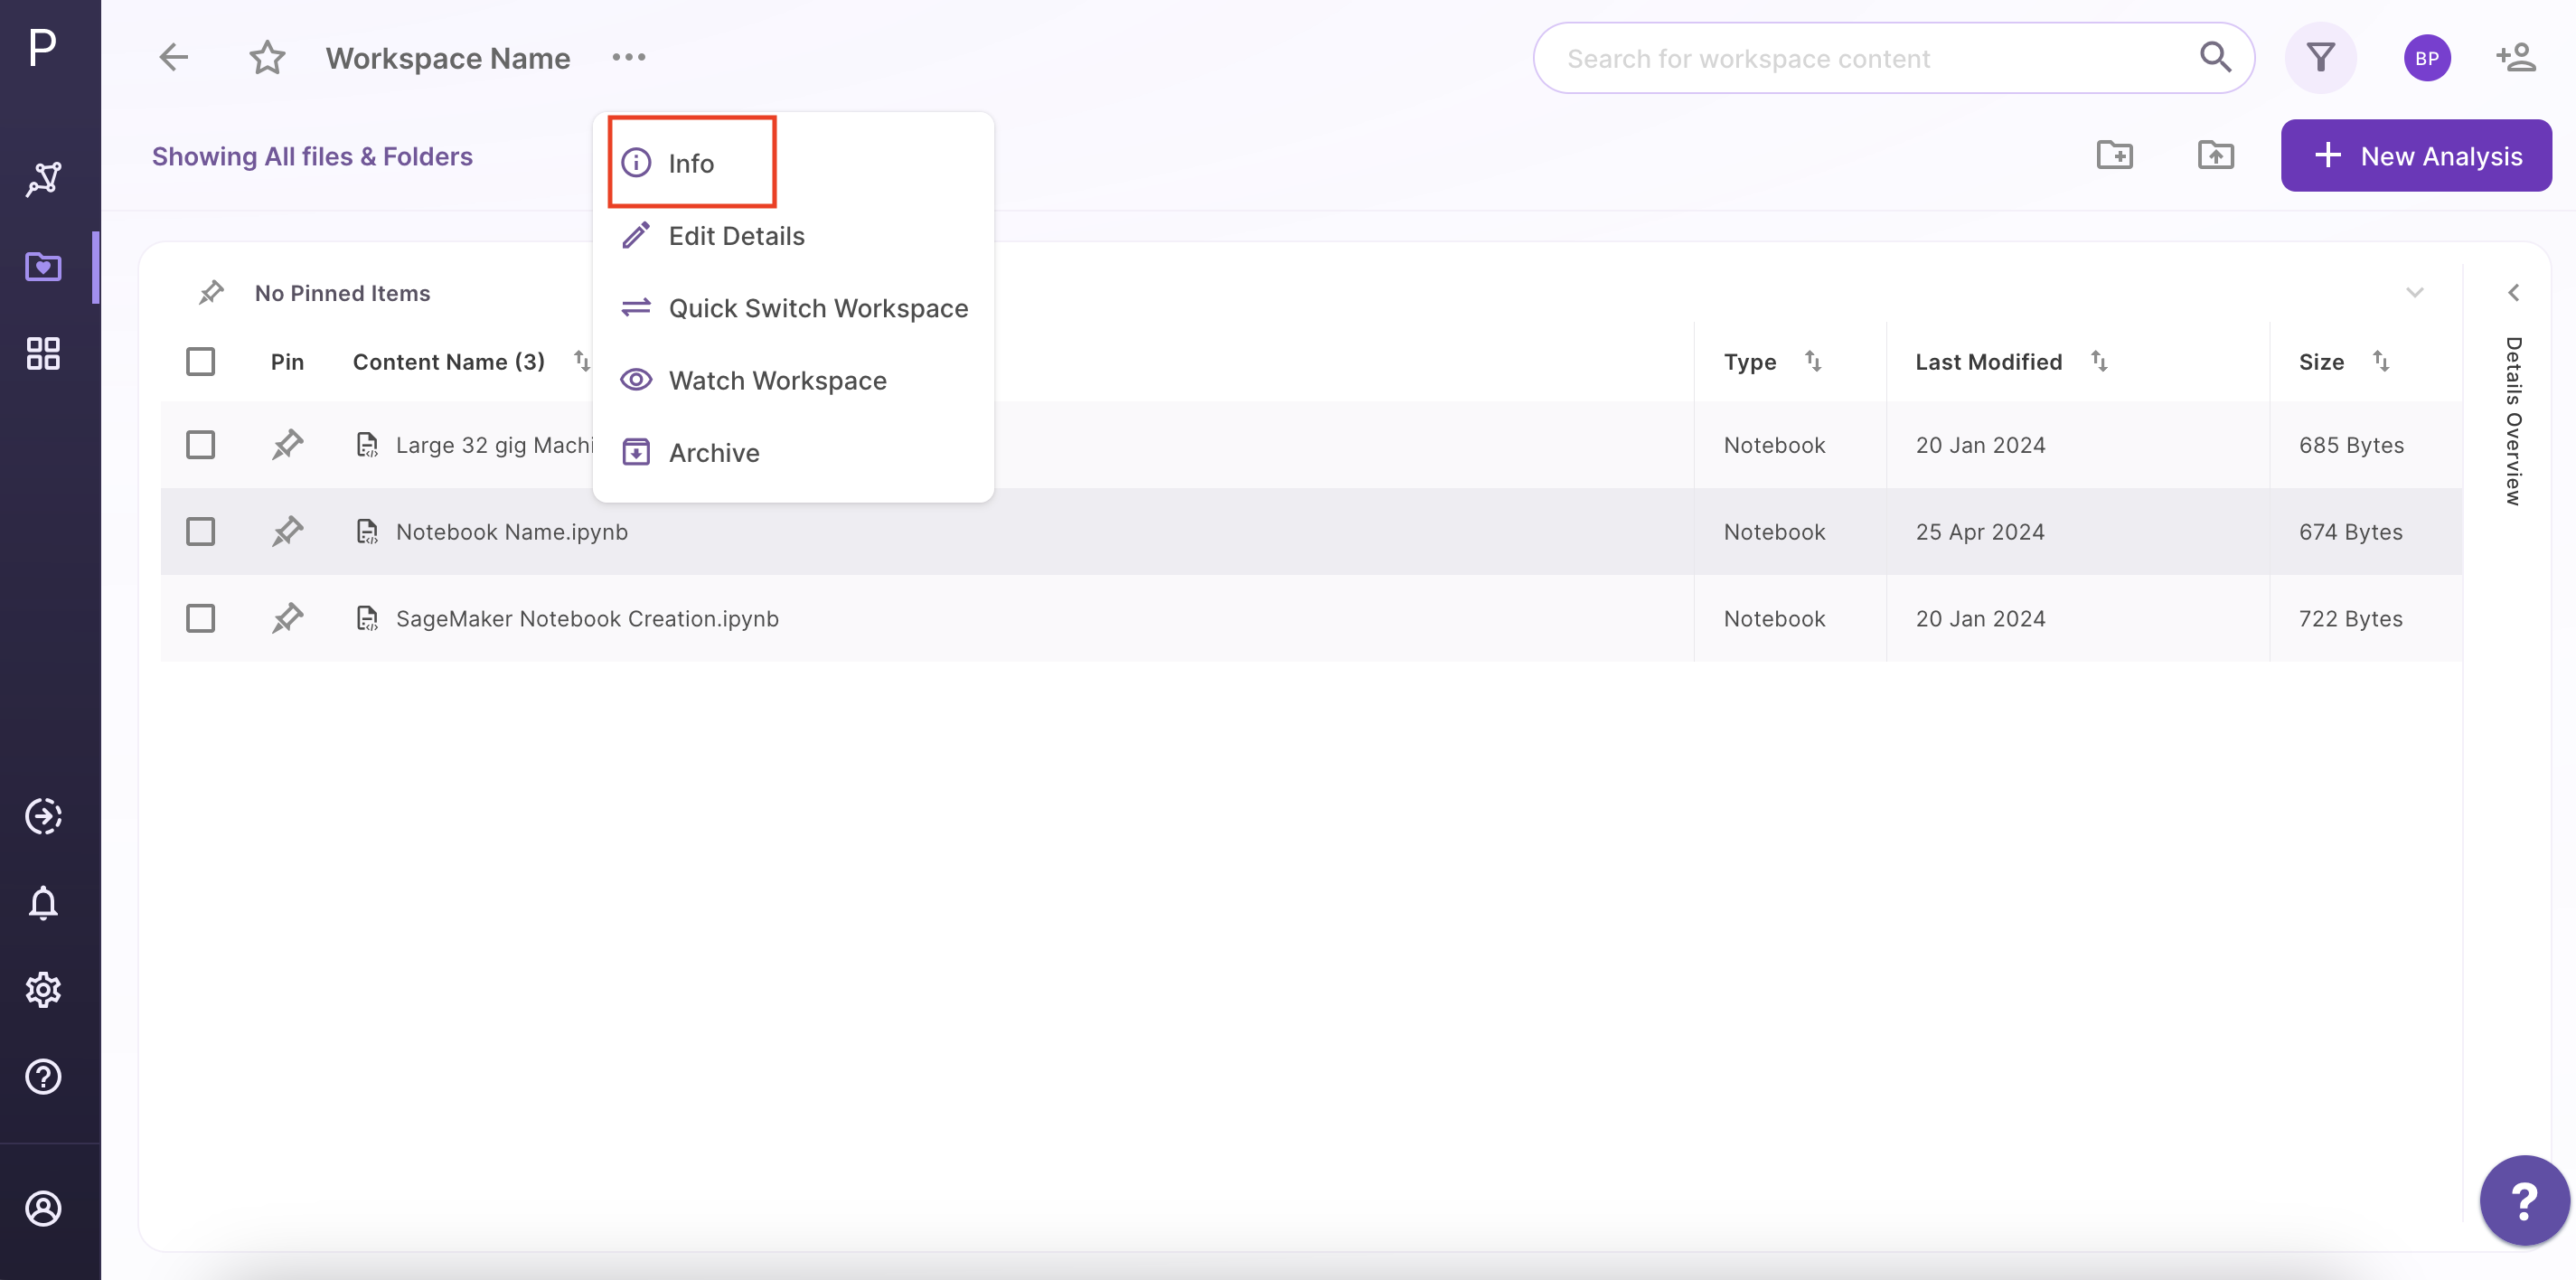 P
Workspace Name
Search for workspace content
BP
Showing All files & Folders
New Analysis
Info
Edit Details
Quick Switch Workspace
Watch Workspace
Archive
No Pinned Items
Pin Content Name (3) Type Last Modified Size
Large 32 gig Machi Notebook 20 Jan 2024 685 Bytes
Notebook Name.ipynb Notebook 25 Apr 2024 674 Bytes
SageMaker Notebook Creation.ipynb Notebook 20 Jan 2024 722 Bytes
Details Overview
?